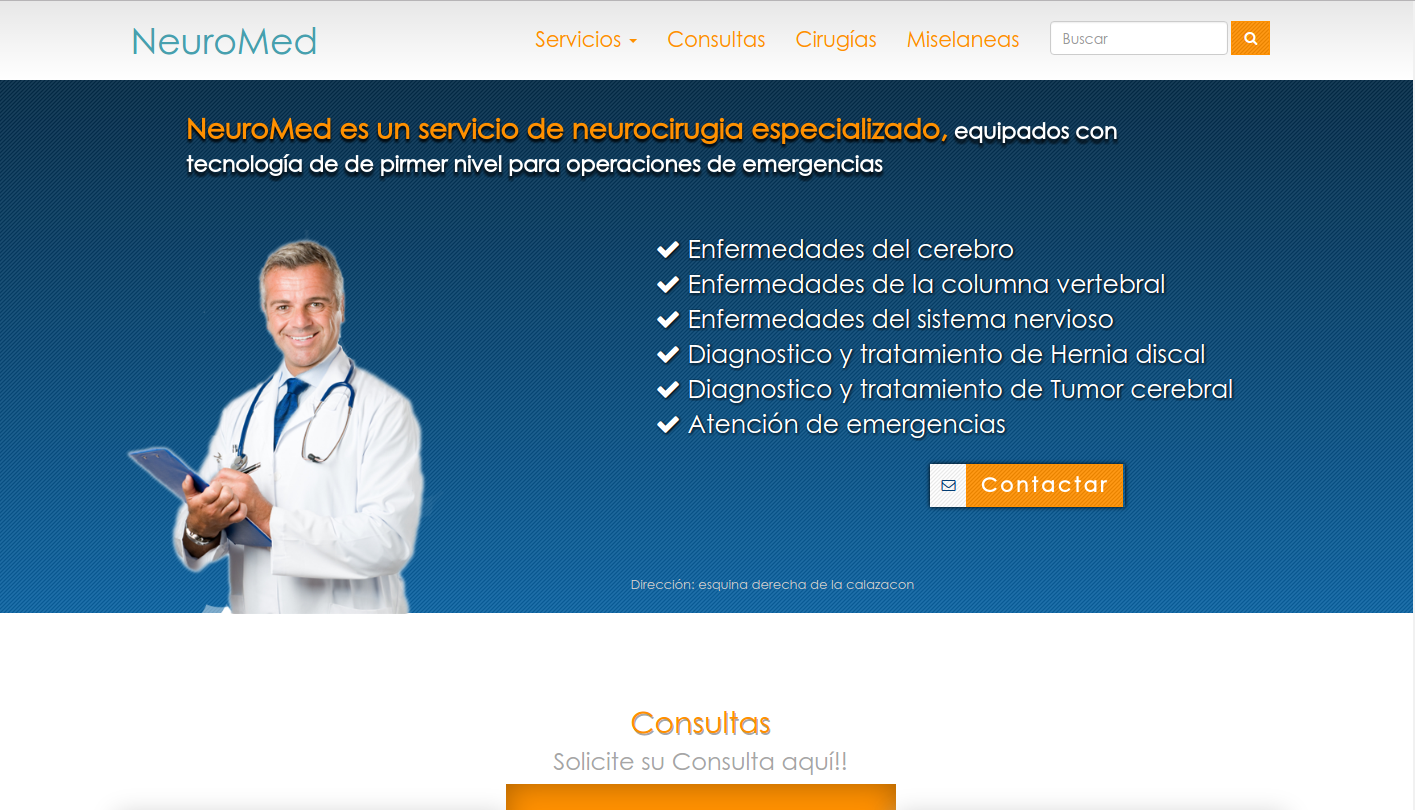 NeuroMed
Servicios
Consultas
Cirugías
Miselaneas
Buscar
NeuroMed es un servicio de neurocirugia especializado, equipados con
tecnología de de pirmer nivel para operaciones de emergencias
Enfermedades del cerebro
Enfermedades de la columna vertebral
Enfermedades del sistema nervioso
Diagnostico y tratamiento de Hernia discal
Diagnostico y tratamiento de Tumor cerebral
Atención de emergencias
Contactar
Dirección: esquina derecha de la calazacon
Consultas
Solicite su Consulta aquí!!